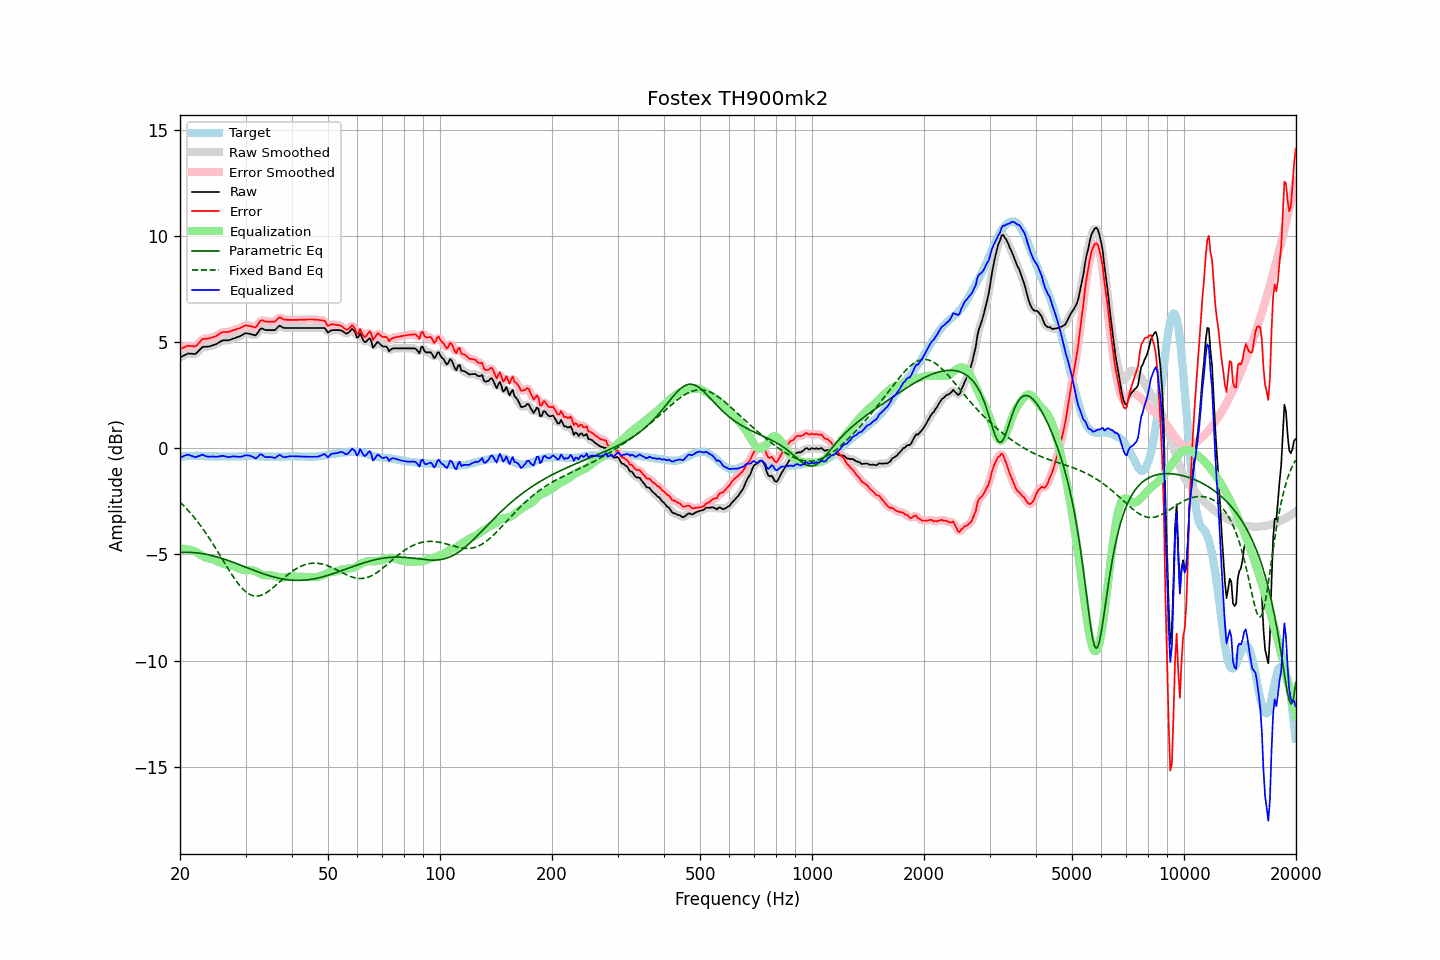 Fostex TH900mk2
Target
Raw Smoothed
Error Smoothed
Raw
Error
Equalization
Parametric Eq
Fixed Band Eq
Equalized
Amplitude (dBr)
15
10
5
0
−5
−10
−15
20 50 100 200 500 1000 2000 5000 10000 20000
Frequency (Hz)